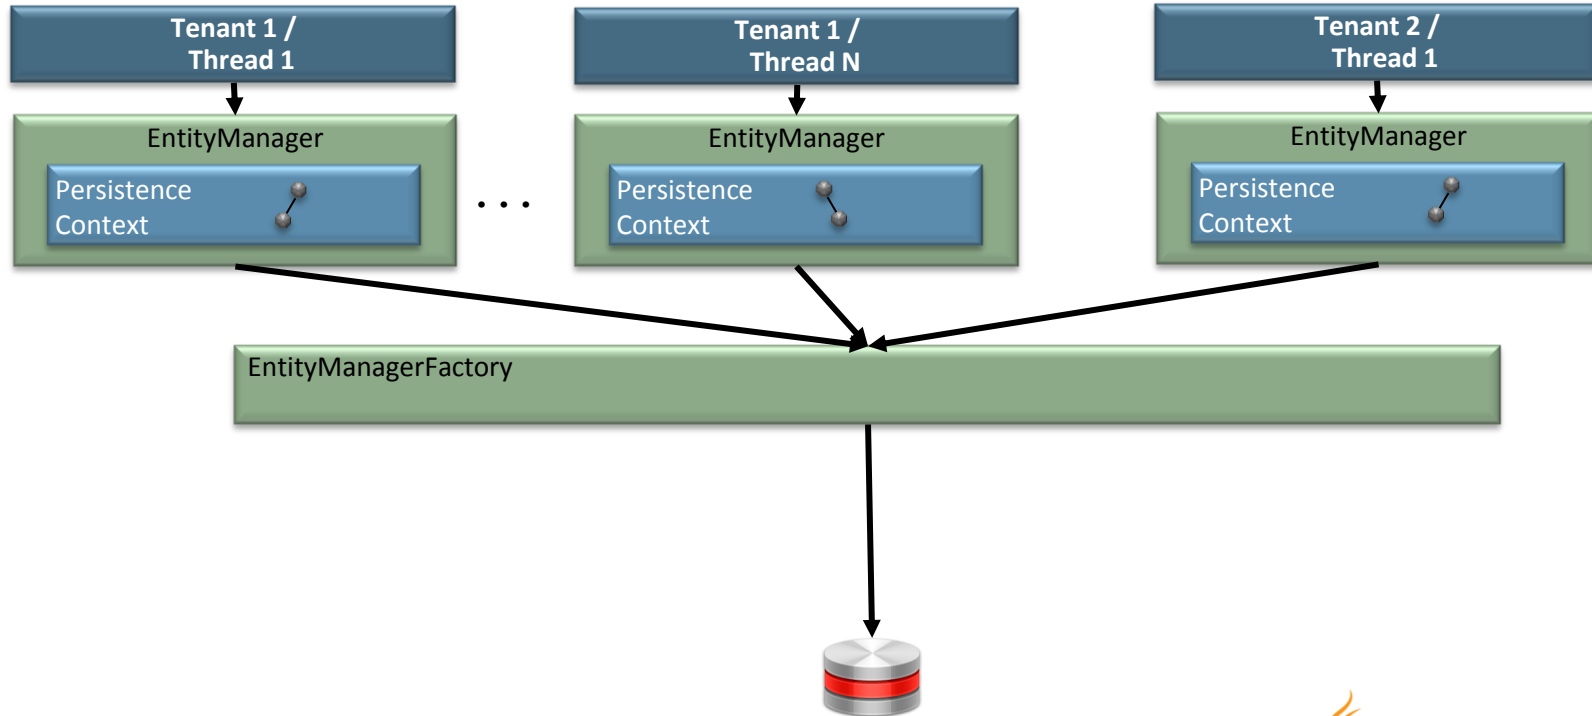 Tenant 1 /
Thread 1
Tenant 1 /
Thread N
Tenant 2 /
Thread 1
EntityManager
Persistence
Context
. . .
EntityManager
Persistence
Context
EntityManager
Persistence
Context
EntityManagerFactory